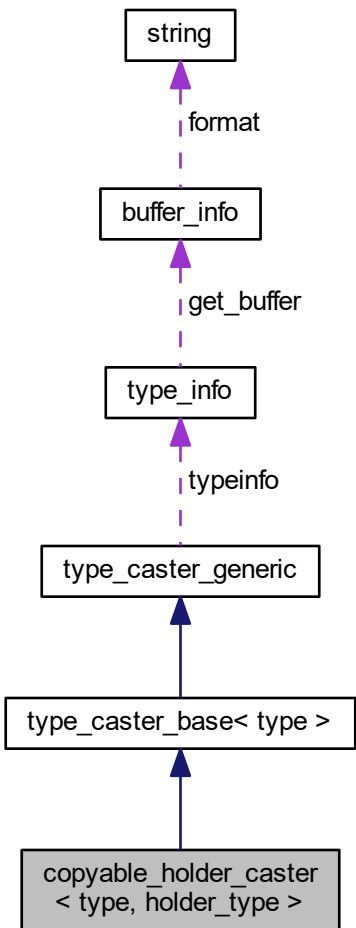 string
format
buffer_info
get_buffer
type_info
typeinfo
type_caster_generic
type_caster_base< type >
copyable_holder_caster
< type, holder_type >